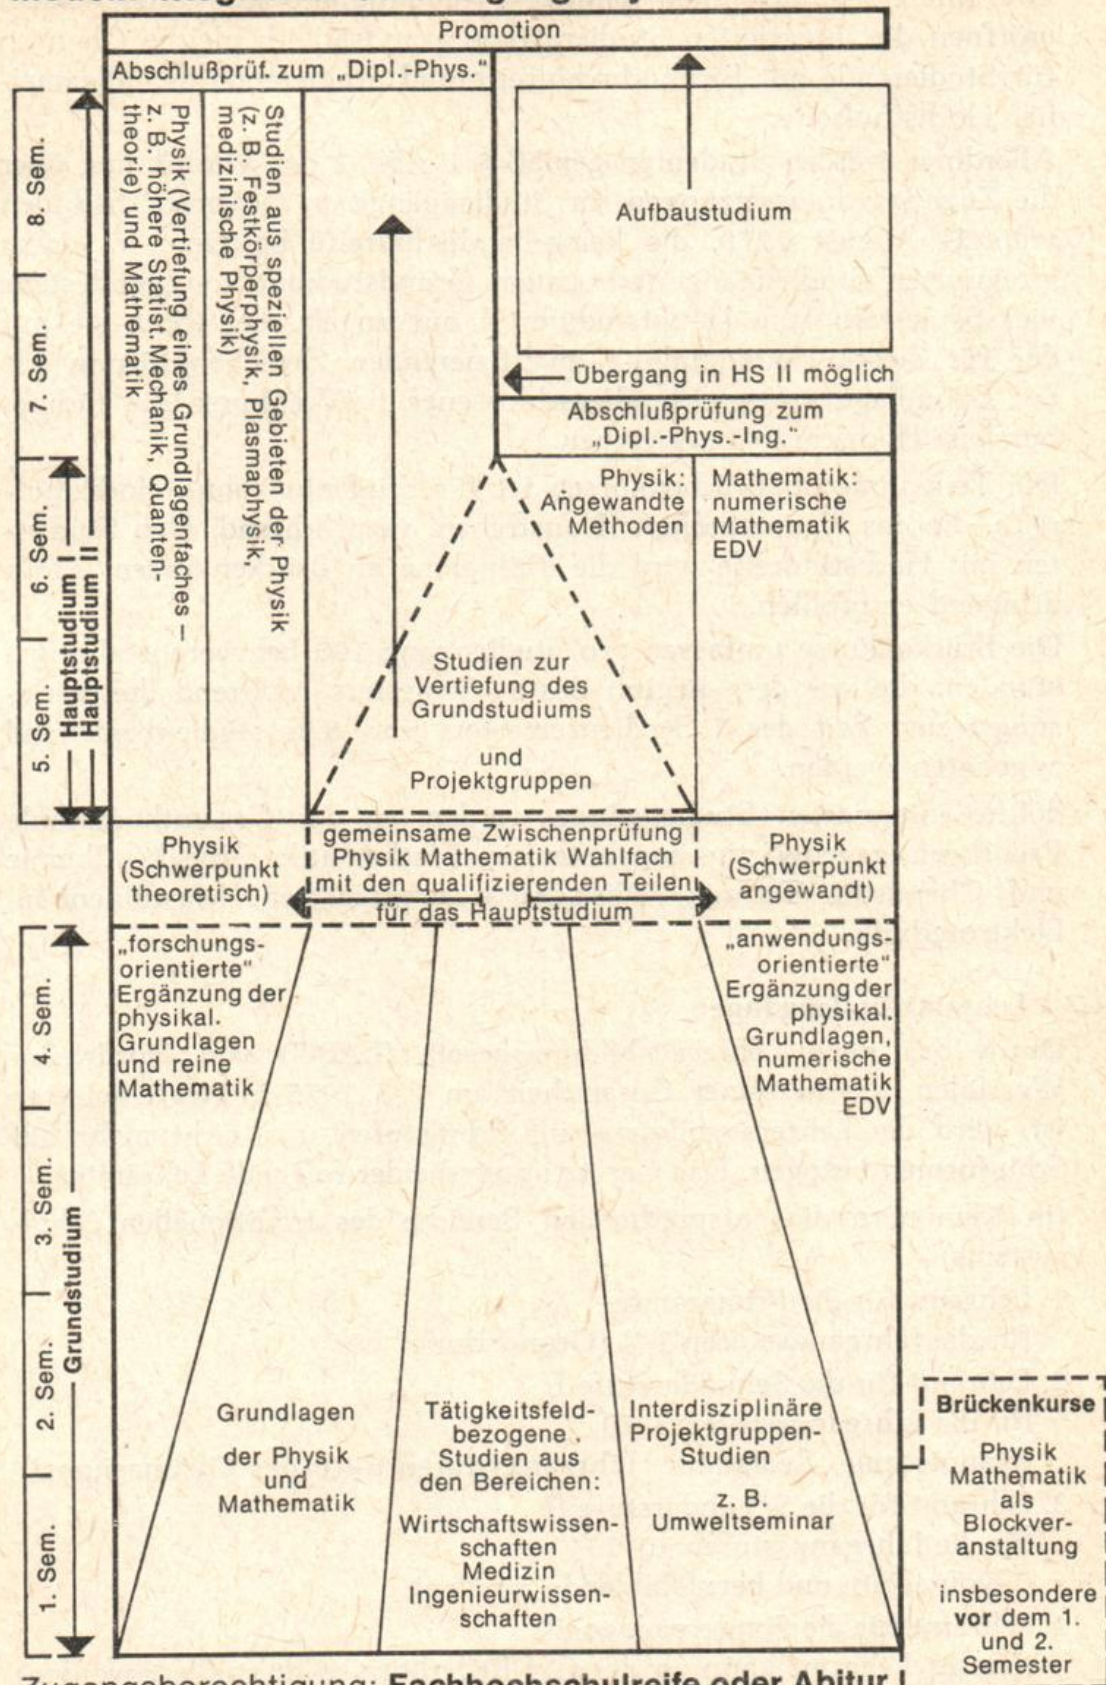 Promotion
Abschlußprüf. zum „Dipl.-Phys.“
8. Sem.
7. Sem.
6. Sem.
5. Sem.
Hauptstudium I
Hauptstudium II
Physik (Vertiefung eines Grundlagenfaches –
z. B. höhere Statist. Mechanik, Quanten-
theorie) und Mathematik
Studien aus speziellen Gebieten der Physik
(z. B. Festkörperphysik, Plasmaphysik,
medizinische Physik)
Aufbaustudium
Übergang in HS II möglich
Abschlußprüfung zum
„Dipl.-Phys.-Ing.“
Physik:
Angewandte
Methoden
Mathematik:
numerische
Mathematik
EDV
Studien zur
Vertiefung des
Grundstudiums
und
Projektgruppen
Physik
(Schwerpunkt
theoretisch)
gemeinsame Zwischenprüfung
Physik Mathematik Wahlfach
mit den qualifizierenden Teilen
für das Hauptstudium
Physik
(Schwerpunkt
angewandt)
4. Sem.
3. Sem.
2. Sem.
1. Sem.
Grundstudium
„forschungs-
orientierte“
Ergänzung der
physikal.
Grundlagen
und reine
Mathematik
„anwendungs-
orientierte“
Ergänzung der
physikal.
Grundlagen,
numerische
Mathematik
EDV
Grundlagen
der Physik
und
Mathematik
Tätigkeitsfeld-
bezogene
Studien aus
den Bereichen:
Wirtschaftswissen-
schaften
Medizin
Ingenieurwissen-
schaften
Interdisziplinäre
Projektgruppen-
Studien
z. B.
Umweltseminar
Brückenkurse
Physik
Mathematik
als
Blockver-
anstaltung
insbesondere
vor dem 1.
und 2.
Semester
Zugangsberechtigung: Fachhochschulreife oder Abitur